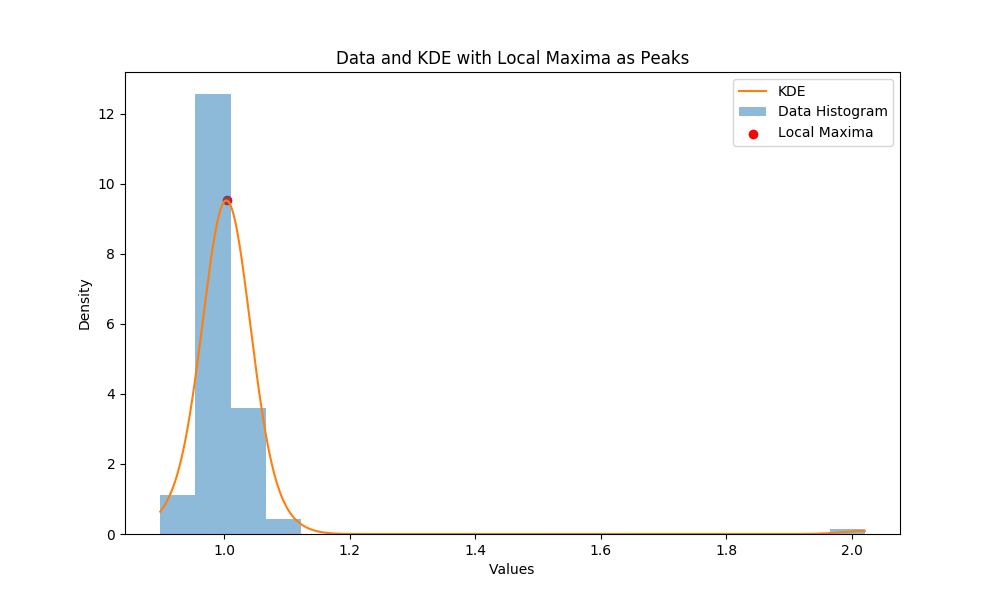 Data and KDE with Local Maxima as Peaks
KDE
Data Histogram
Local Maxima
12
10
8
6
4
2
0
Density
1.0
1.2
1.4
1.6
1.8
2.0
Values